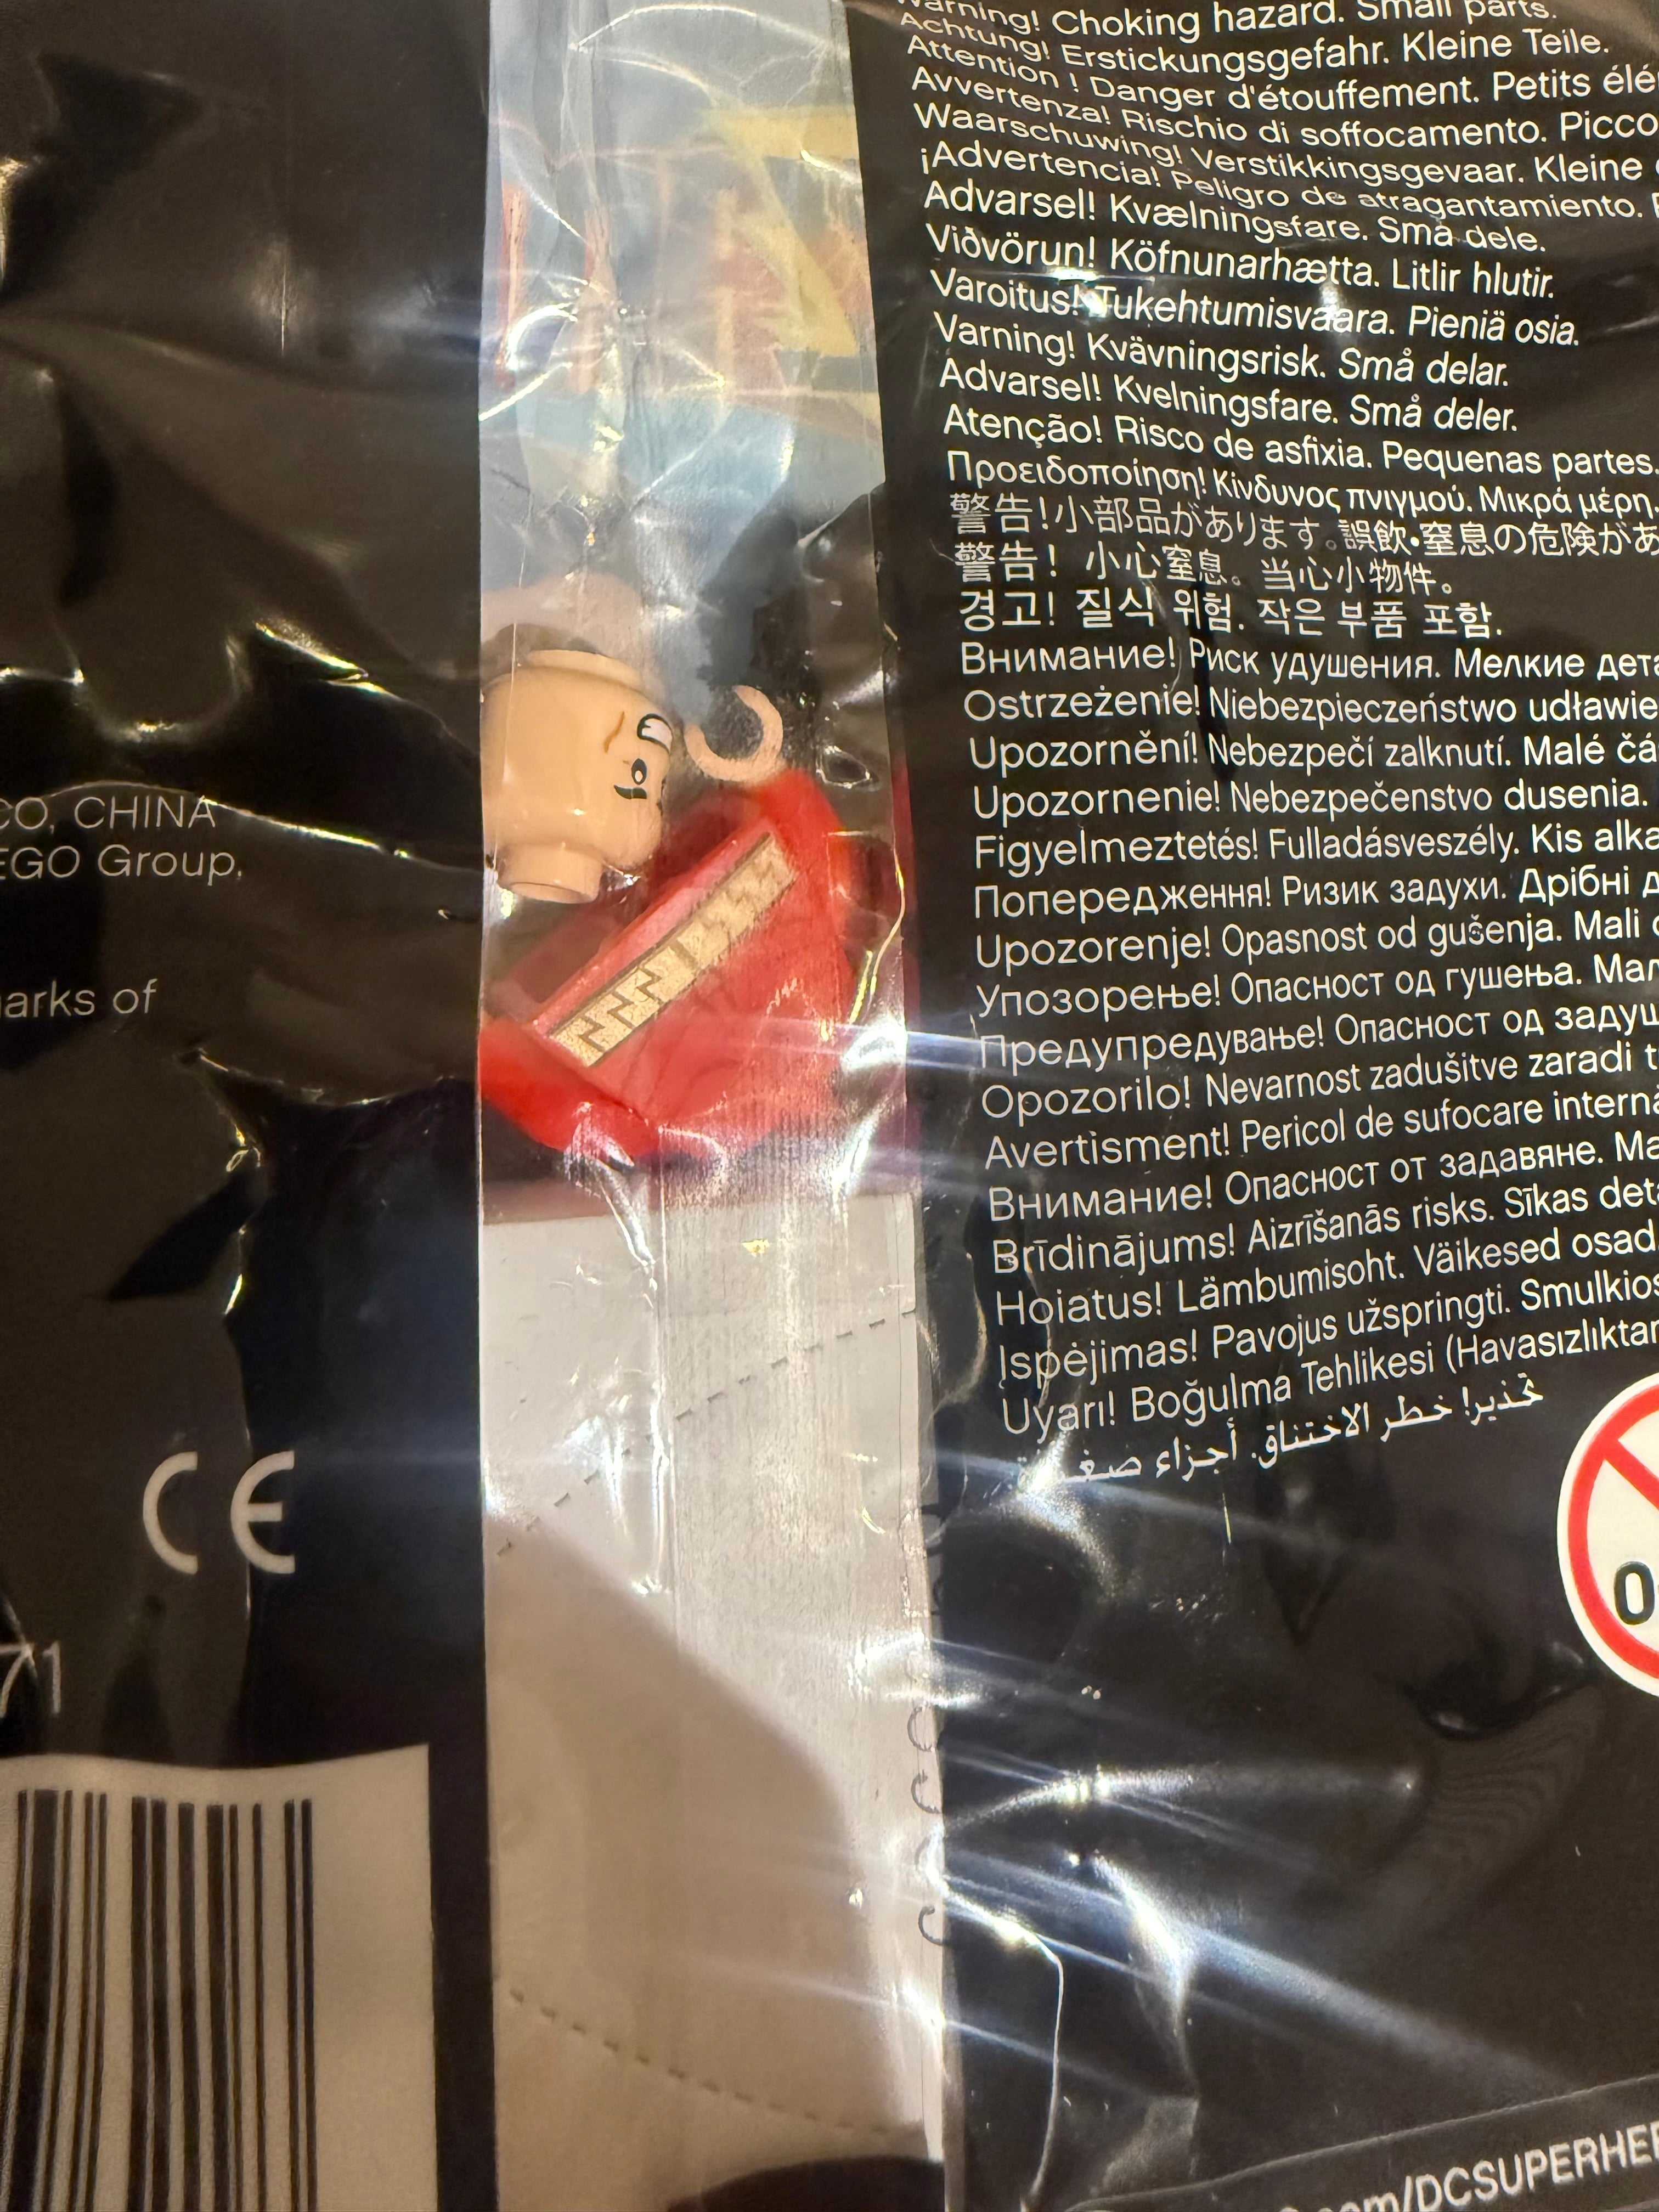 Warning! Choking hazard. Small parts.
Achtung! Erstickungsgefahr. Kleine Teile.
Attention ! Danger d'étouffement. Petits élé
Avvertenza! Rischio di soffocamento. Picco
Waarschuwing! Verstikkingsgevaar. Kleine
¡Advertencia! Peligro de atragantamiento.
Advarsel! Kvælningsfare. Små dele.
Viðvörun! Köfnunarhætta. Litlir hlutir.
Varoitus! Tukehtumisvaara. Pieniä osia.
Varning! Kvävningsrisk. Små delar.
Advarsel! Kvelningsfare. Små deler.
Atenção! Risco de asfixia. Pequenas partes.
Προειδοποίηση! Κίνδυνος πνιγμού. Μικρά μέρη.
警告!小部品があります。誤飲・窒息の危険があ
警告! 小心窒息。当心小物件。
경고! 질식 위험. 작은 부품 포함.
Внимание! Риск удушения. Мелкие дета
Ostrzeżenie! Niebezpieczeństwo udławie
Upozornění! Nebezpečí zalknutí. Malé čá
Upozornenie! Nebezpečenstvo dusenia.
Figyelmeztetés! Fulladásveszély. Kis alka
Попередження! Ризик задухи. Дрібні д
Upozorenje! Opasnost od gušenja. Mali
Упозорење! Опасност од гушења. Мал
Предупредување! Опасност од задуш
Opozorilo! Nevarnost zadušitve zaradi
Avertisment! Pericol de sufocare internă
Внимание! Опасност от задавяне. Ма
Brīdinājums! Aizrīšanās risks. Sīkas deta
Hoiatus! Lämbumisoht. Väikesed osad.
Įspėjimas! Pavojus užspringti. Smulkios
Uyarı! Boğulma Tehlikesi (Havasızlıktan
تحذير! خطر الاختناق. أجزاء صغ
CO, CHINA
EGO Group.
arks of
CE
71
0
com/DCSUPERHE